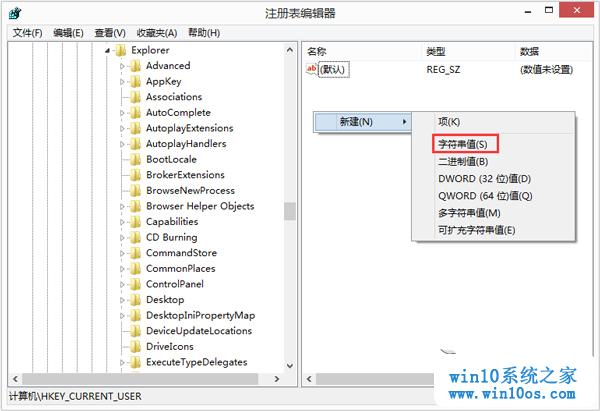 注册表编辑器
文件(F) 编辑(E) 查看(V) 收藏夹(A) 帮助(H)
Explorer
Advanced
AppKey
Associations
AutoComplete
AutoplayExtensions
AutoplayHandlers
BootLocale
BrokerExtensions
BrowseNewProcess
Browser Helper Objects
Capabilities
CD Burning
CommandStore
CommonPlaces
ControlPanel
Desktop
DesktopIniPropertyMap
DeviceUpdateLocations
DriveIcons
ExecuteTypeDelegates
名称 类型 数据
ab (默认) REG_SZ (数值未设置)
新建(N)
项(K)
字符串值(S)
二进制值(B)
DWORD (32 位)值(D)
QWORD (64 位)值(Q)
多字符串值(M)
可扩充字符串值(E)
计算机\HKEY_CURRENT_USER
win10系统之家
www.win10os.com